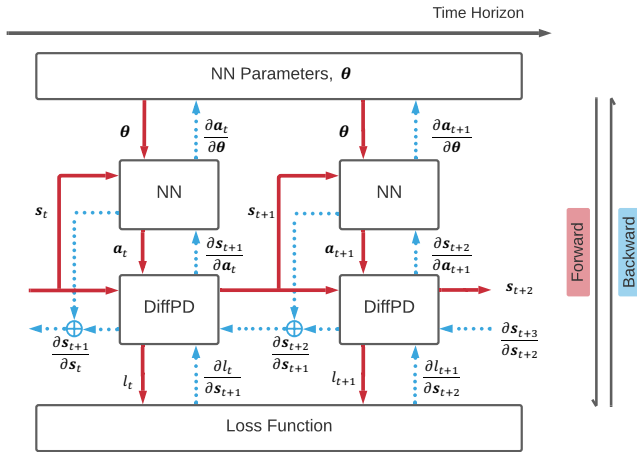 Time Horizon
NN Parameters, θ
θ
∂a_t/∂θ
θ
∂a_{t+1}/∂θ
NN
NN
s_t
s_{t+1}
a_t
∂s_{t+1}/∂a_t
a_{t+1}
∂s_{t+2}/∂a_{t+1}
Forward
Backward
DiffPD
DiffPD
s_{t+2}
∂s_{t+1}/∂s_t
∂s_{t+2}/∂s_{t+1}
∂s_{t+3}/∂s_{t+2}
l_t
∂l_t/∂s_{t+1}
l_{t+1}
∂l_{t+1}/∂s_{t+2}
Loss Function